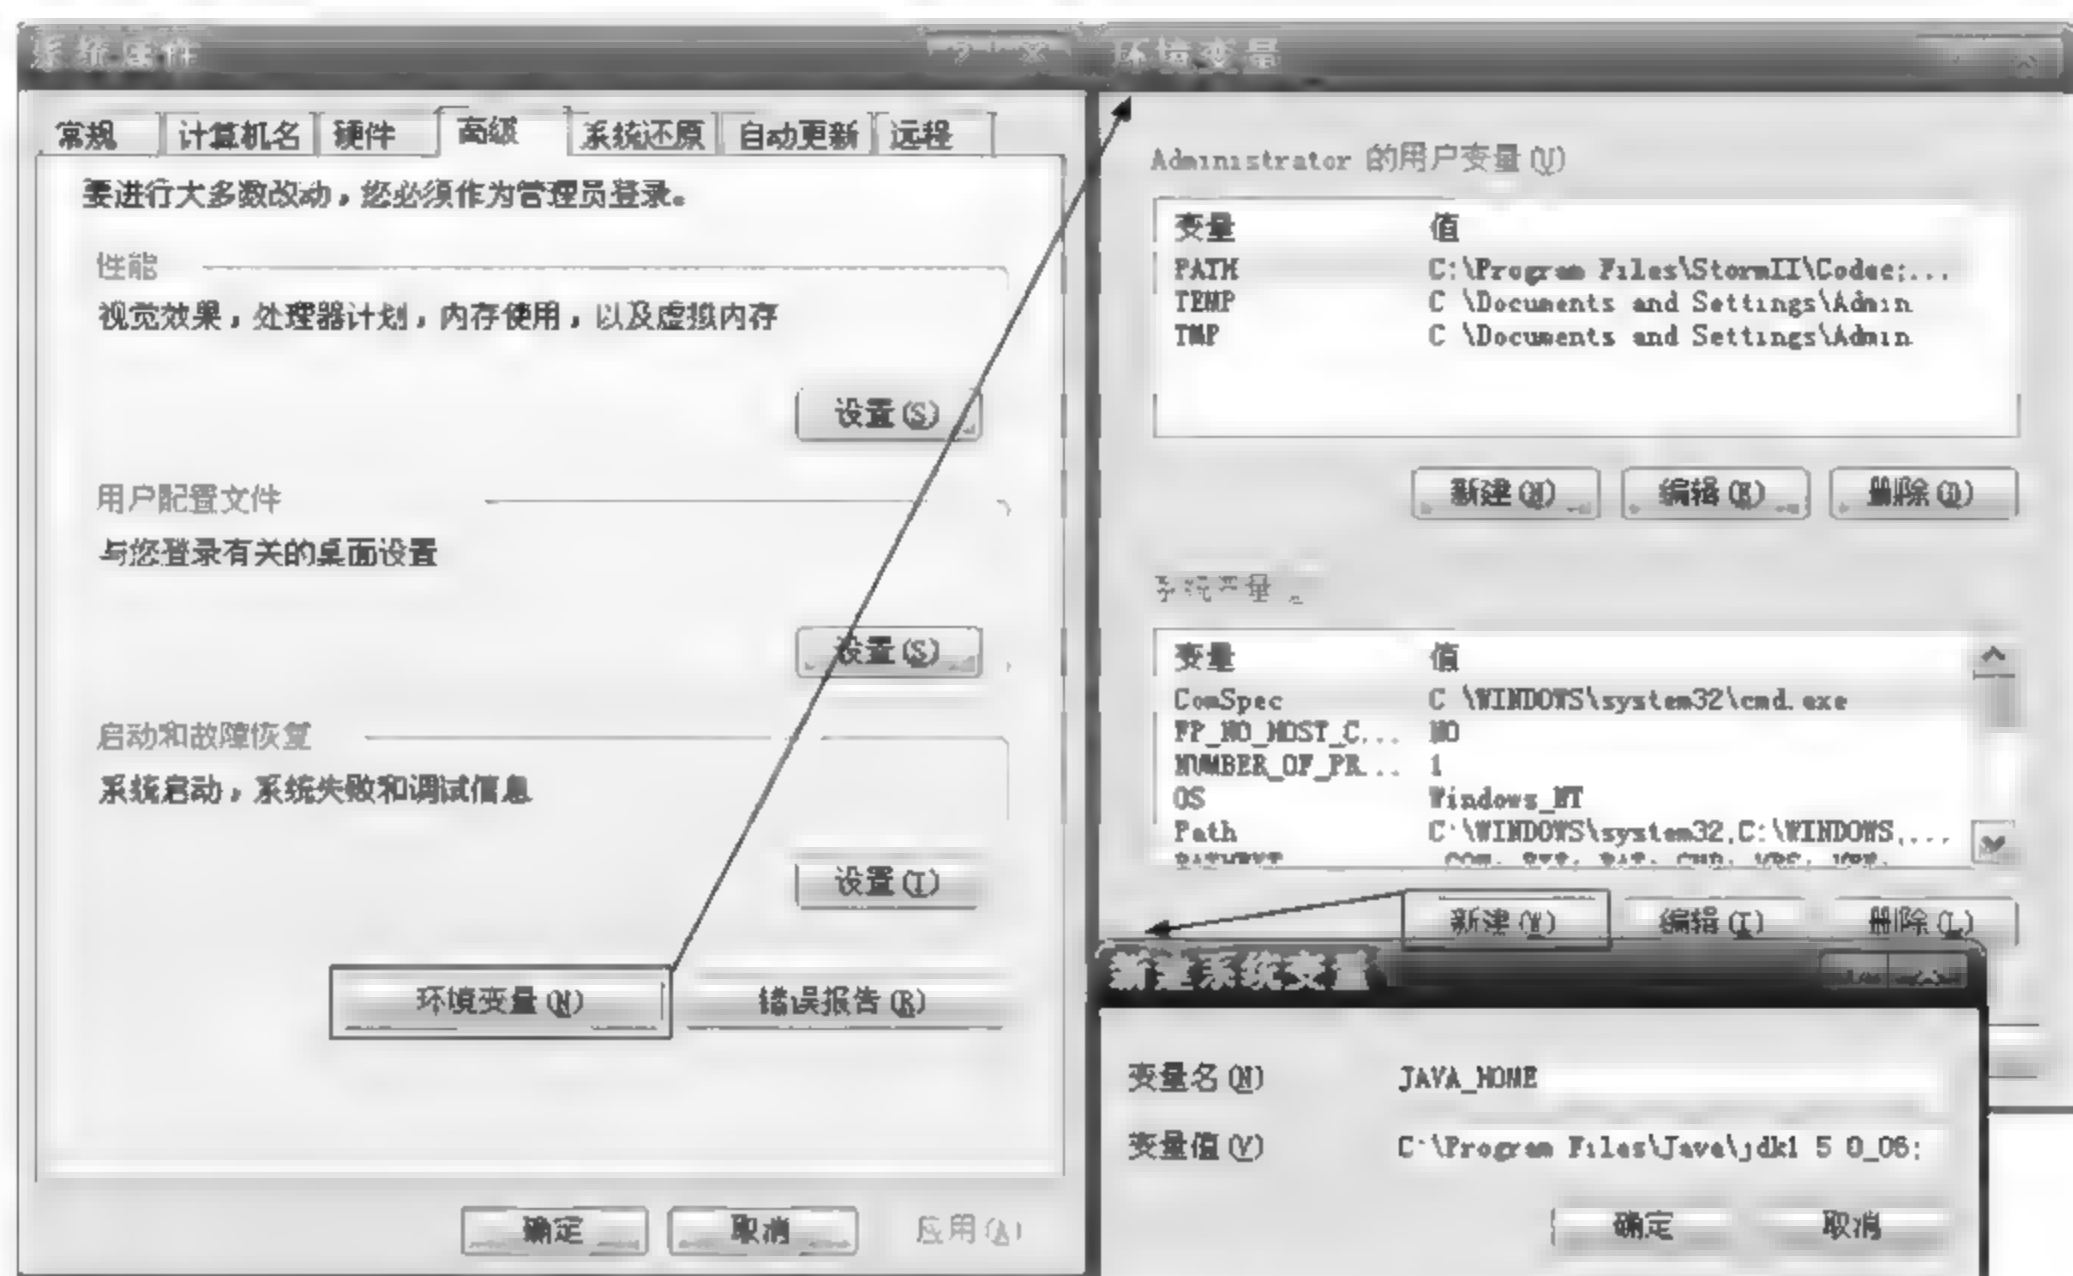 系统属性
常规 计算机名 硬件 高级 系统还原 自动更新 远程
要进行大多数改动，您必须作为管理员登录。
性能
视觉效果，处理器计划，内存使用，以及虚拟内存
设置(S)
用户配置文件
与您登录有关的桌面设置
设置(S)
启动和故障恢复
系统启动，系统失败和调试信息
设置(T)
环境变量(N) 错误报告(R)
确定 取消 应用(A)
环境变量
Administrator 的用户变量(U)
变量 值
PATH C:\Program Files\StormII\Codec;...
TEMP C \Documents and Settings\Admin
TMP C \Documents and Settings\Admin
新建(N) 编辑(E) 删除(D)
系统变量
变量 值
ComSpec C \WINDOWS\system32\cmd.exe
FP_NO_HOST_C... NO
NUMBER_OF_PR... 1
OS Windows_NT
Path C:\WINDOWS\system32;C:\WINDOWS;...
新建(W) 编辑(I) 删除(L)
新建系统变量
变量名(N) JAVA_HOME
变量值(V) C:\Program Files\Java\jdk1 5 0_06;
确定 取消